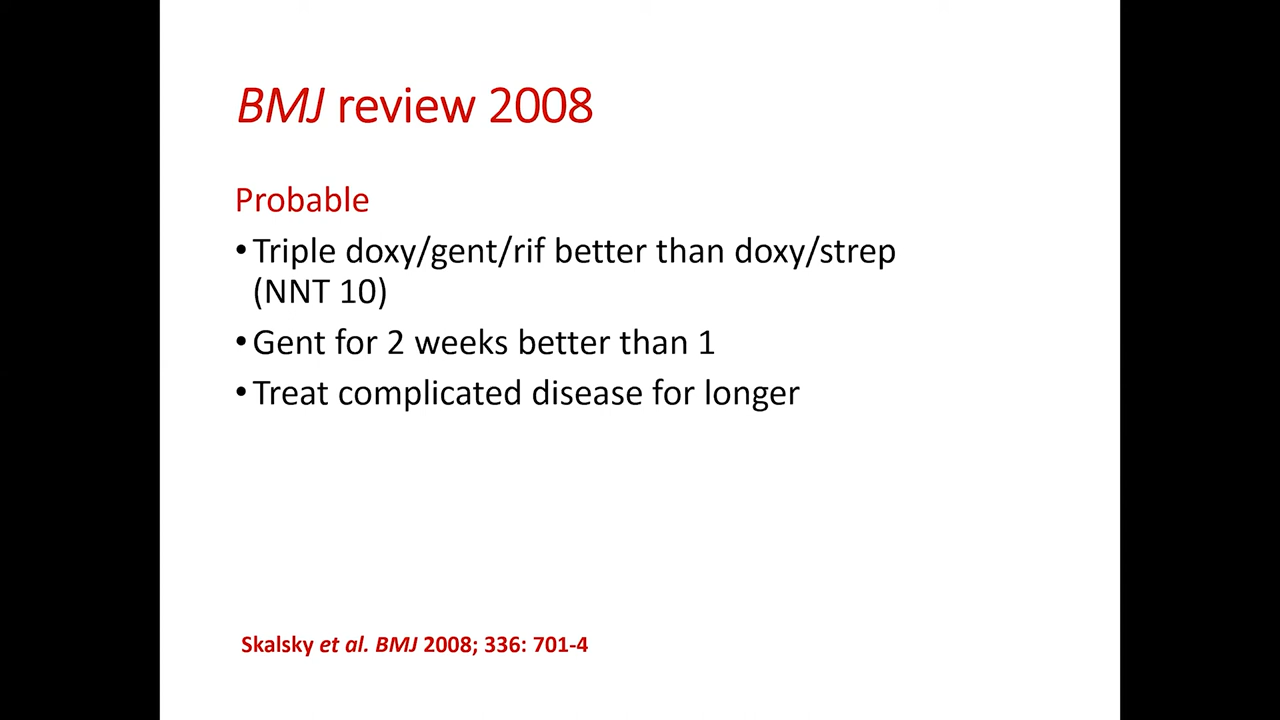 BMJ review 2008
Probable
•Triple doxy/gent/rif better than doxy/strep
(NNT 10)
•Gent for 2 weeks better than 1
•Treat complicated disease for longer
Skalsky et al. BMJ 2008; 336: 701-4